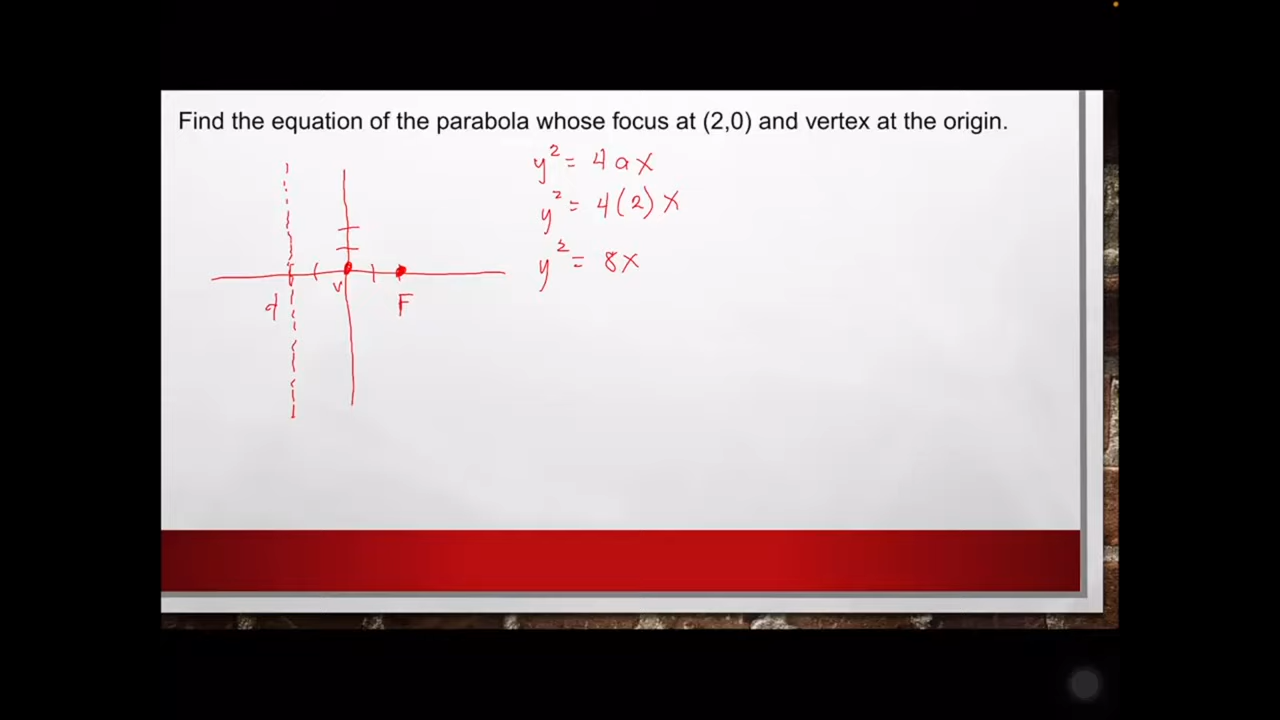 Find the equation of the parabola whose focus at (2,0) and vertex at the origin.
y² = 4ax
y² = 4(2)x
y² = 8x
V
d
F